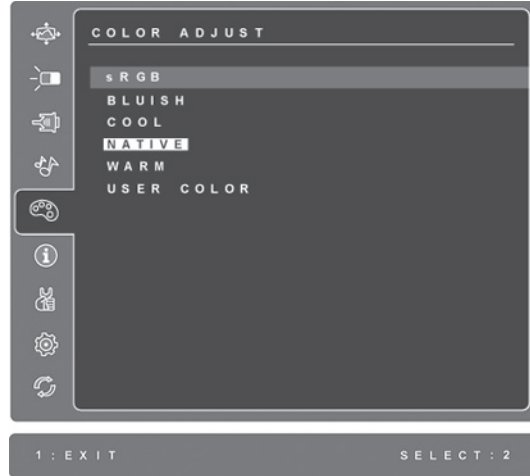 COLOR ADJUST
sRGB
BLUISH
COOL
NATIVE
WARM
USER COLOR
1:EXIT SELECT:2